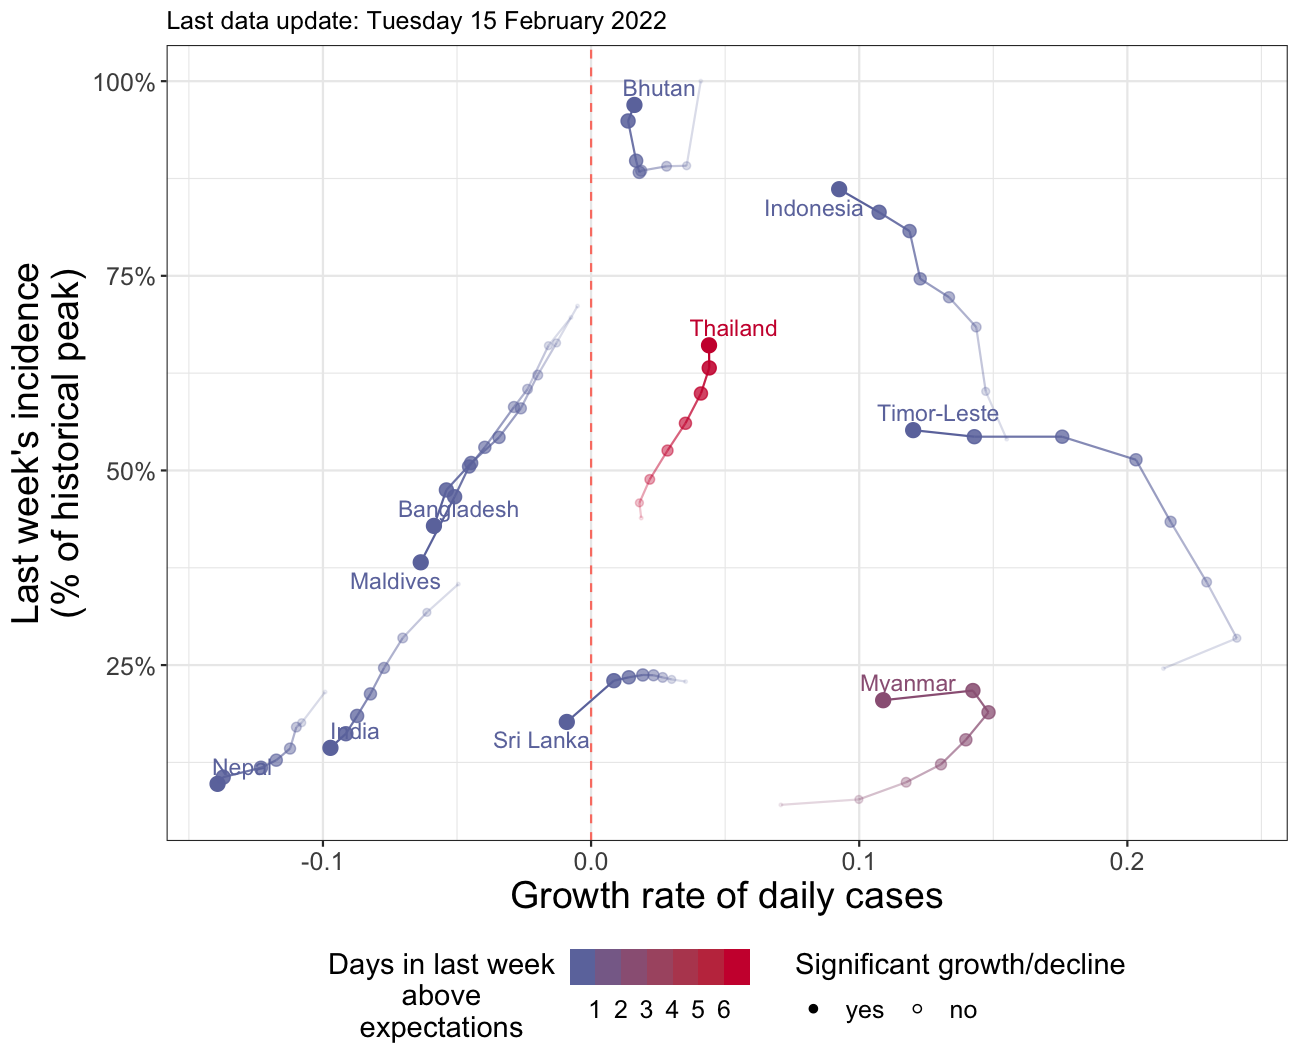 Last data update: Tuesday 15 February 2022
Last week's incidence
(% of historical peak)
100%
75%
50%
25%
Bhutan
Indonesia
Thailand
Timor-Leste
Bangladesh
Maldives
Myanmar
India
Sri Lanka
Nepal
-0.1
0.0
0.1
0.2
Growth rate of daily cases
Days in last week
above
expectations
1 2 3 4 5 6
Significant growth/decline
yes
no